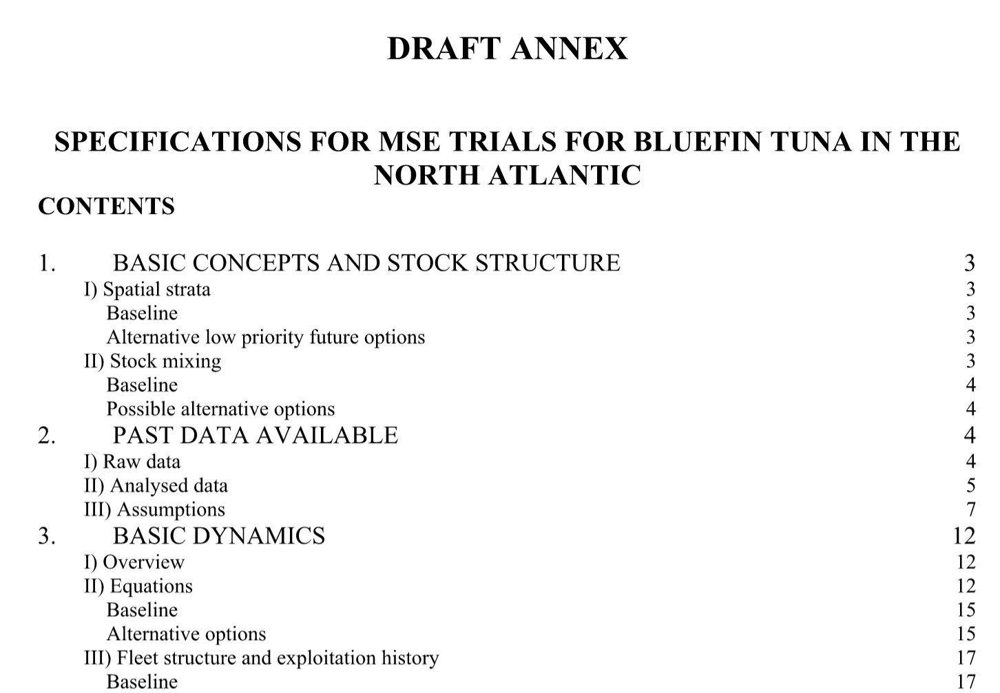 DRAFT ANNEX
SPECIFICATIONS FOR MSE TRIALS FOR BLUEFIN TUNA IN THE
NORTH ATLANTIC
CONTENTS
1. BASIC CONCEPTS AND STOCK STRUCTURE 3
I) Spatial strata 3
Baseline 3
Alternative low priority future options 3
II) Stock mixing 3
Baseline 4
Possible alternative options 4
2. PAST DATA AVAILABLE 4
I) Raw data 4
II) Analysed data 5
III) Assumptions 7
3. BASIC DYNAMICS 12
I) Overview 12
II) Equations 12
Baseline 15
Alternative options 15
III) Fleet structure and exploitation history 17
Baseline 17